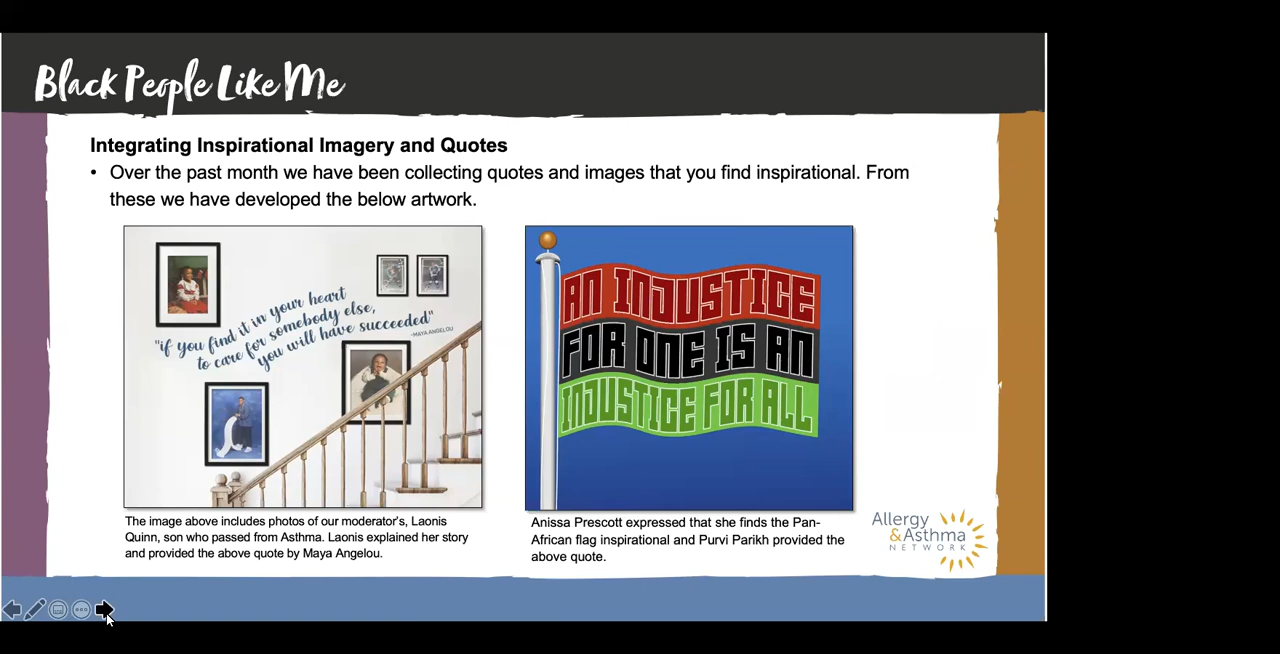 Black People Like Me
Integrating Inspirational Imagery and Quotes
• Over the past month we have been collecting quotes and images that you find inspirational. From
these we have developed the below artwork.
"if you find it in your heart
to care for somebody else,
you will have succeeded"
-MAYA ANGELOU
AN INJUSTICE
FOR ONE IS AN
INJUSTICE FOR ALL
The image above includes photos of our moderator's, Laonis
Quinn, son who passed from Asthma. Laonis explained her story
and provided the above quote by Maya Angelou.
Anissa Prescott expressed that she finds the Pan-
African flag inspirational and Purvi Parikh provided the
above quote.
Allergy
&Asthma
NETWORK